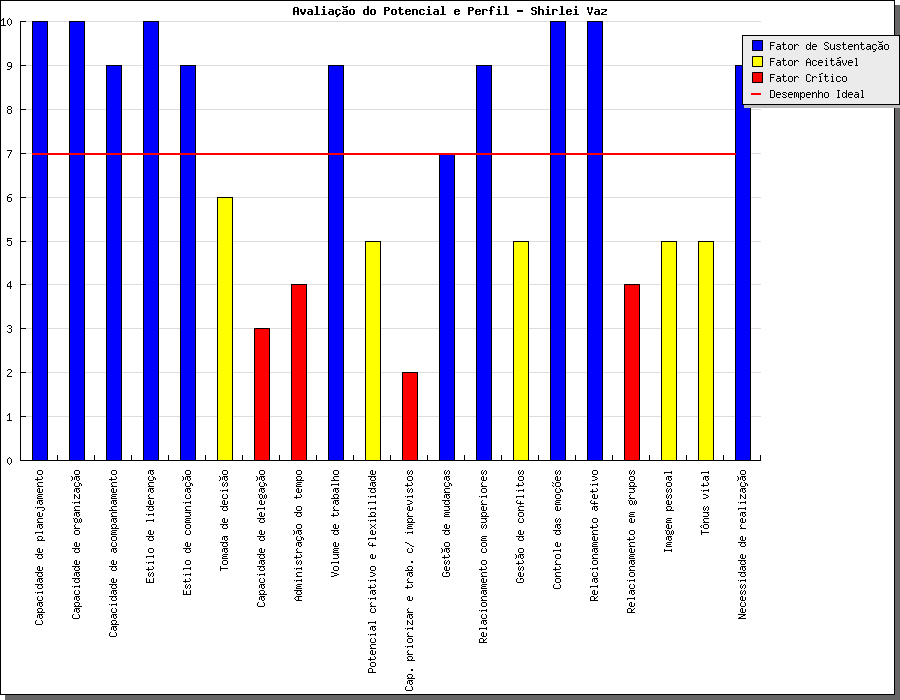 Avaliação do Potencial e Perfil - Shirlei Vaz
Fator de Sustentação
Fator Aceitável
Fator Crítico
Desempenho Ideal
10
9
8
7
6
5
4
3
2
1
0
Capacidade de planejamento
Capacidade de organização
Capacidade de acompanhamento
Estilo de liderança
Estilo de comunicação
Tomada de decisão
Capacidade de delegação
Administração do tempo
Volume de trabalho
Potencial criativo e flexibilidade
Cap. priorizar e trab. c/ imprevistos
Gestão de mudanças
Relacionamento com superiores
Gestão de conflitos
Controle das emoções
Relacionamento afetivo
Relacionamento em grupos
Imagem pessoal
Tônus vital
Necessidade de realização